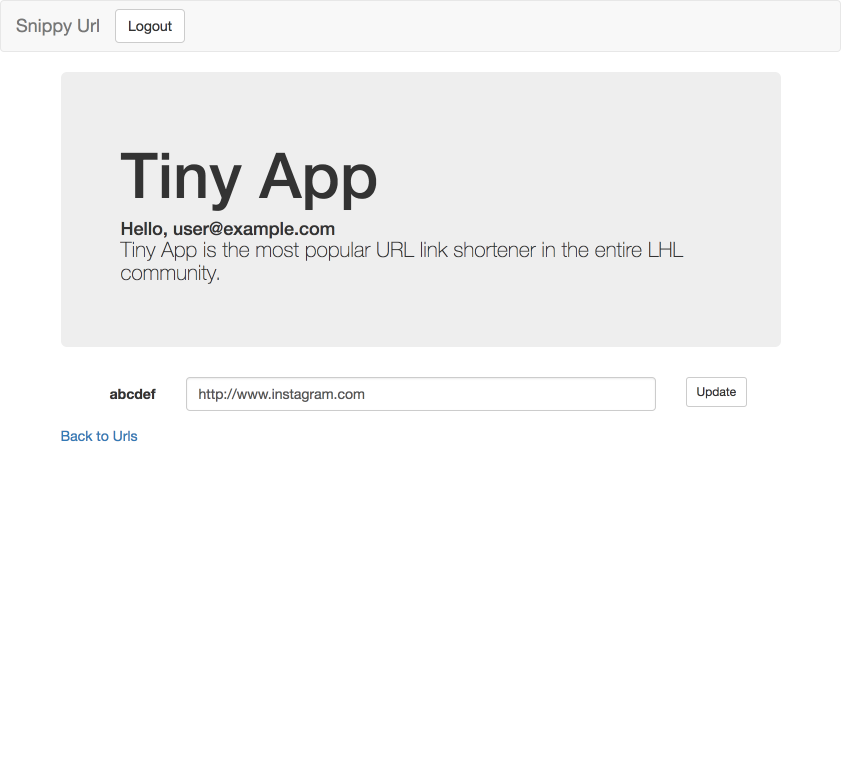 Snippy Url Logout
Tiny App
Hello, user@example.com
Tiny App is the most popular URL link shortener in the entire LHL
community.
abcdef http://www.instagram.com Update
Back to Urls